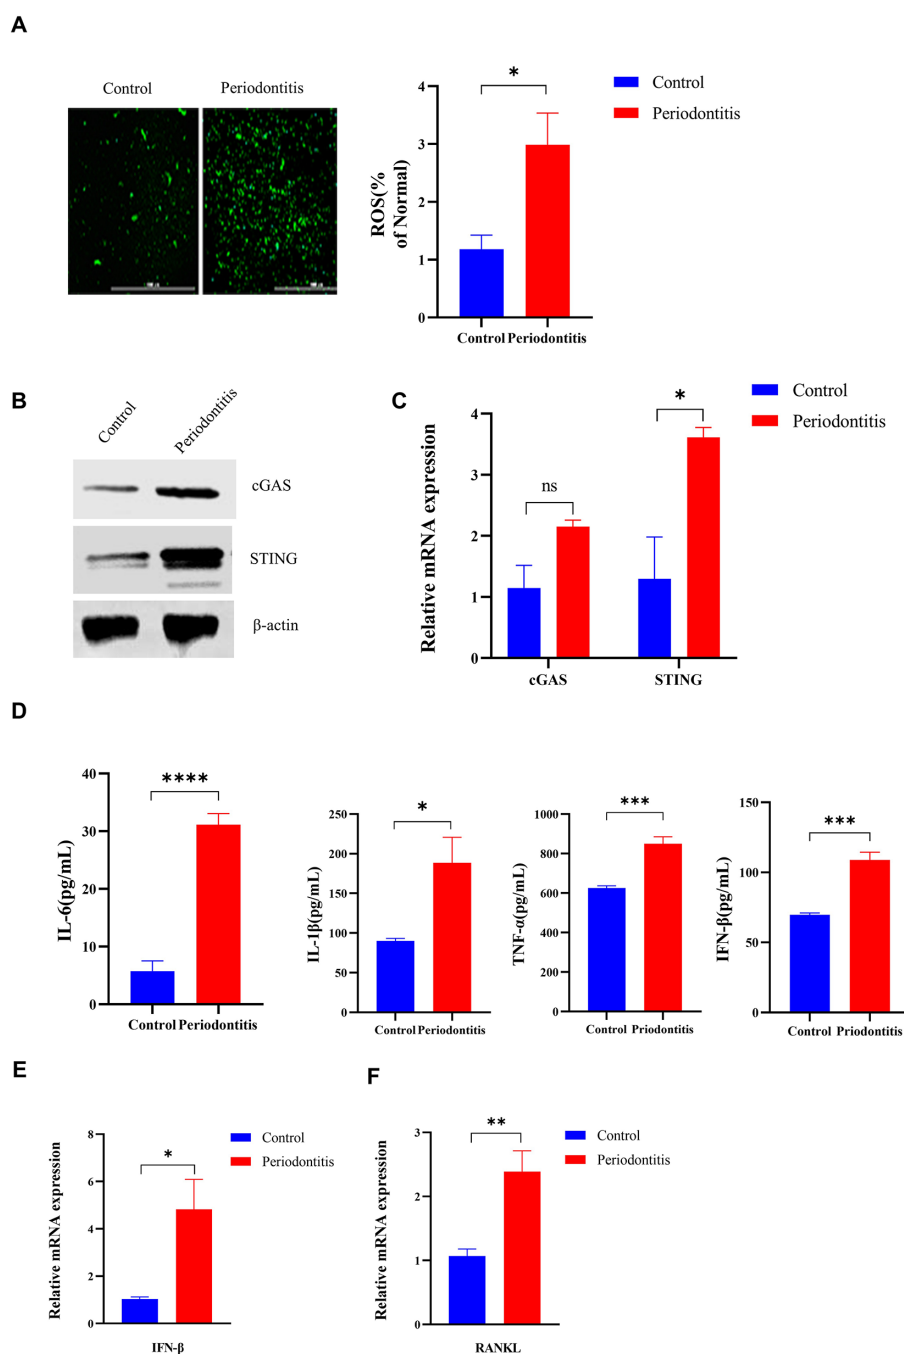 A
Control
Periodontitis
*
Control
Periodontitis
ROS(%
of Normal)
4
3
2
1
0
Control Periodontitis
B
Control
Periodontitis
cGAS
STING
β-actin
C
Control
Periodontitis
Relative mRNA expression
4
3
2
1
0
ns
*
cGAS
STING
D
IL-6(pg/mL)
40
30
20
10
0
****
Control Periodontitis
IL-1β(pg/mL)
250
200
150
100
50
0
*
Control Periodontitis
TNF-α(pg/mL)
1000
800
600
400
200
0
***
Control Priodontitis
IFN-β(pg/mL)
150
100
50
0
***
Control Priodontitis
E
Relative mRNA expression
8
6
4
2
0
*
Control
Periodontitis
IFN-β
F
Relative mRNA expression
3
2
1
0
**
Control
Periodontitis
RANKL